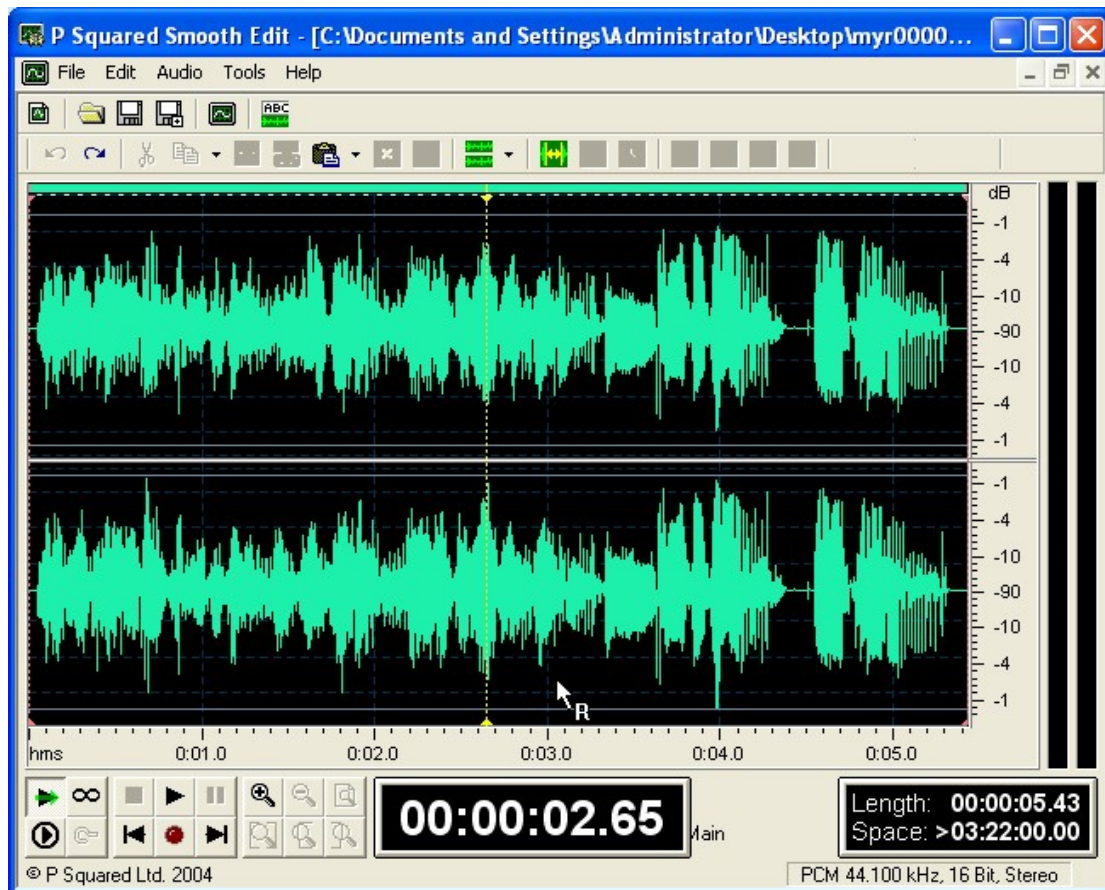 P Squared Smooth Edit - [C:\Documents and Settings\Administrator\Desktop\myr0000...
File Edit Audio Tools Help
ABC
dB
-1
-4
-10
-90
-10
-4
-1
-1
-4
-10
-90
-10
-4
-1
R
hms 0:01.0 0:02.0 0:03.0 0:04.0 0:05.0
00:00:02.65
Main
Length: 00:00:05.43
Space: >03:22:00.00
© P Squared Ltd. 2004
PCM 44.100 kHz, 16 Bit, Stereo